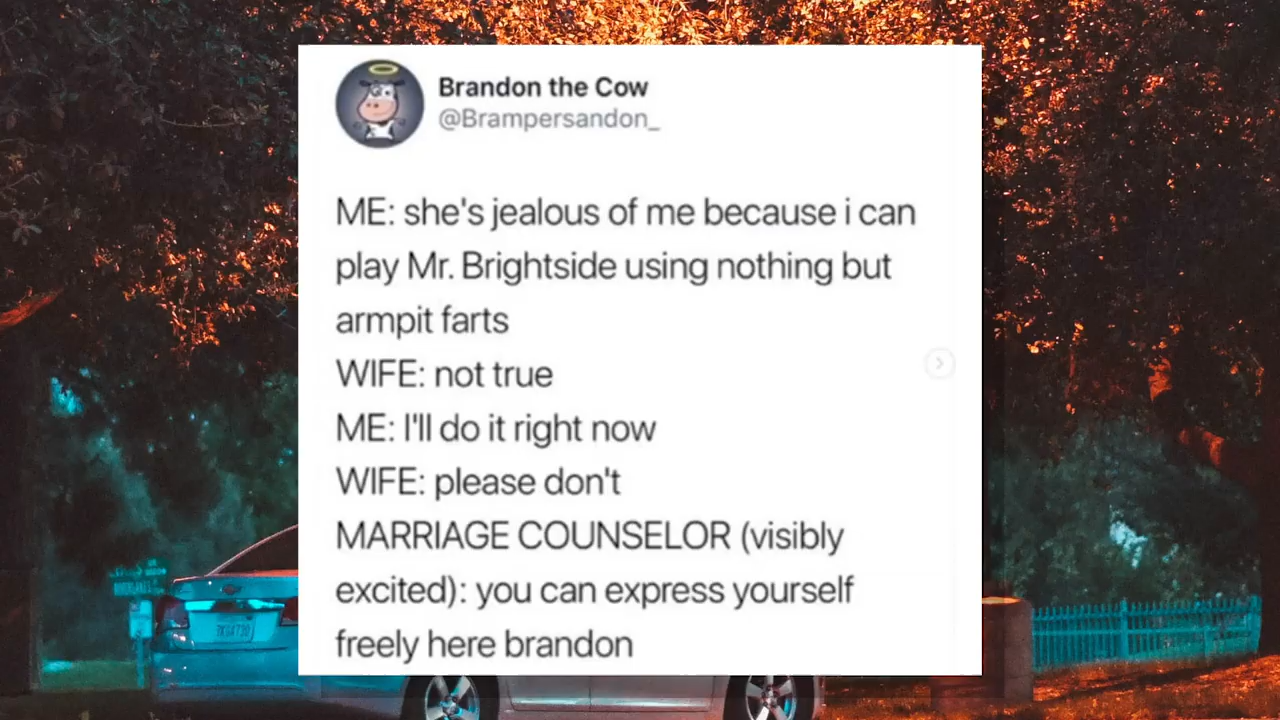 Brandon the Cow
@Brampersandon_
ME: she's jealous of me because i can
play Mr. Brightside using nothing but
armpit farts
WIFE: not true
ME: I'll do it right now
WIFE: please don't
MARRIAGE COUNSELOR (visibly
excited): you can express yourself
freely here brandon